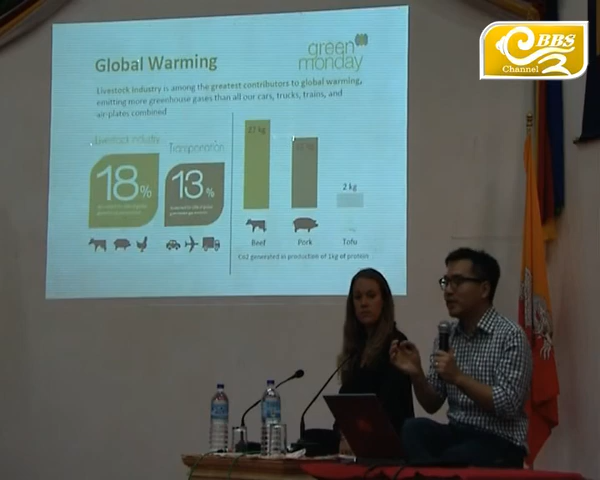 BBS
Channel 2
Global Warming
green
monday
Livestock industry is among the greatest contributors to global warming,
emitting more greenhouse gases than all our cars, trucks, trains, and
air-plates combined
Livestock Industry
Transportation
18%
13%
27 kg
2 kg
Beef
Pork
Tofu
Co2 generated in production of 1kg of protein